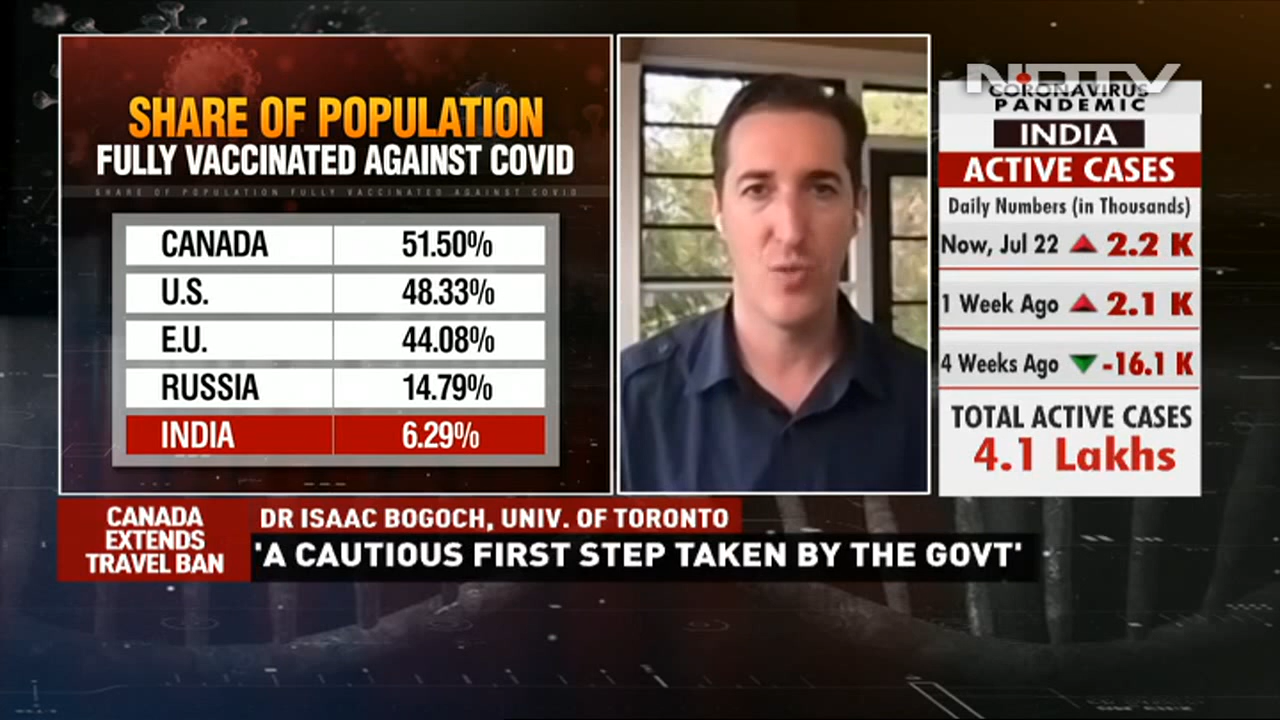 SHARE OF POPULATION
FULLY VACCINATED AGAINST COVID
SHARE OF POPULATION FULLY VACCINATED AGAINST COVID
CANADA 51.50%
U.S. 48.33%
E.U. 44.08%
RUSSIA 14.79%
INDIA 6.29%
NDTV
CORONAVIRUS
PANDEMIC
INDIA
ACTIVE CASES
Daily Numbers (in Thousands)
Now, Jul 22 ▲ 2.2 K
1 Week Ago ▲ 2.1 K
4 Weeks Ago ▼ -16.1 K
TOTAL ACTIVE CASES
4.1 Lakhs
CANADA
EXTENDS
TRAVEL BAN
DR ISAAC BOGOCH, UNIV. OF TORONTO
'A CAUTIOUS FIRST STEP TAKEN BY THE GOVT'